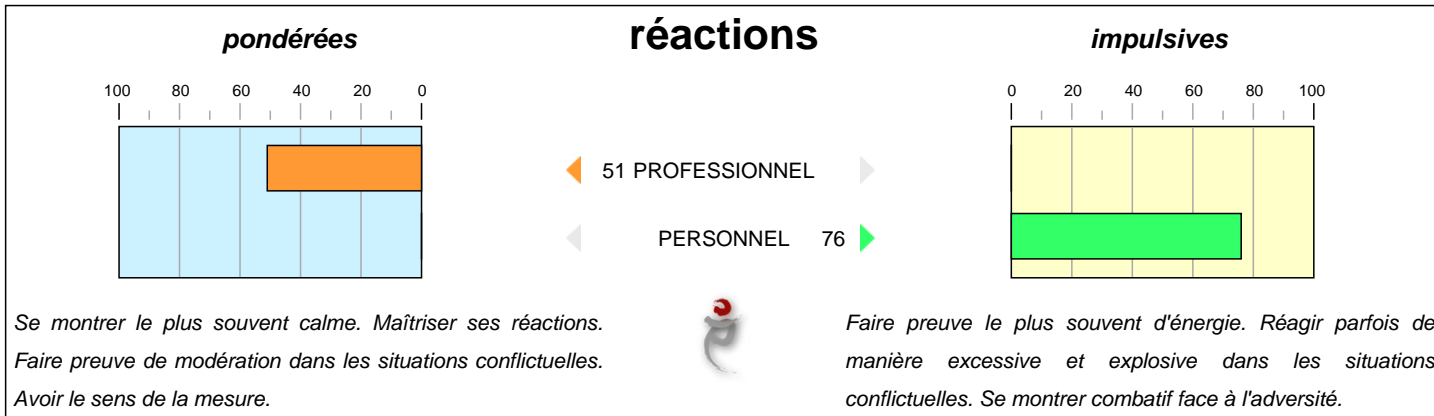 pondérées
réactions
impulsives
100 80 60 40 20 0
0 20 40 60 80 100
51 PROFESSIONNEL
PERSONNEL 76
Se montrer le plus souvent calme. Maîtriser ses réactions.
Faire preuve de modération dans les situations conflictuelles.
Avoir le sens de la mesure.
Faire preuve le plus souvent d'énergie. Réagir parfois de
manière excessive et explosive dans les situations
conflictuelles. Se montrer combatif face à l'adversité.